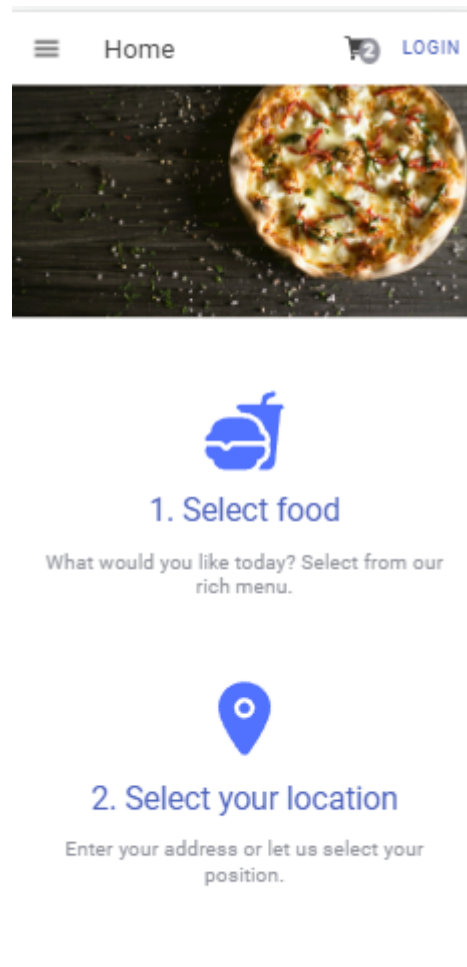 Home
2
LOGIN
1. Select food
What would you like today? Select from our
rich menu.
2. Select your location
Enter your address or let us select your
position.